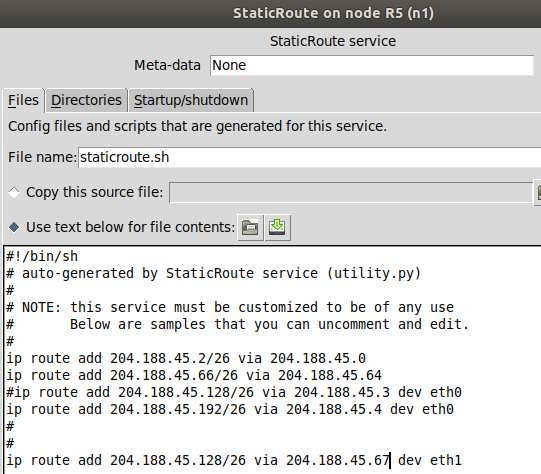 StaticRoute on node R5 (n1)
StaticRoute service
Meta-data None
Files Directories Startup/shutdown
Config files and scripts that are generated for this service.
File name: staticroute.sh
Copy this source file:
Use text below for file contents:
#!/bin/sh
# auto-generated by StaticRoute service (utility.py)
#
# NOTE: this service must be customized to be of any use
#       Below are samples that you can uncomment and edit.
#
ip route add 204.188.45.2/26 via 204.188.45.0
ip route add 204.188.45.66/26 via 204.188.45.64
#ip route add 204.188.45.128/26 via 204.188.45.3 dev eth0
ip route add 204.188.45.192/26 via 204.188.45.4 dev eth0
#
#
ip route add 204.188.45.128/26 via 204.188.45.67 dev eth1